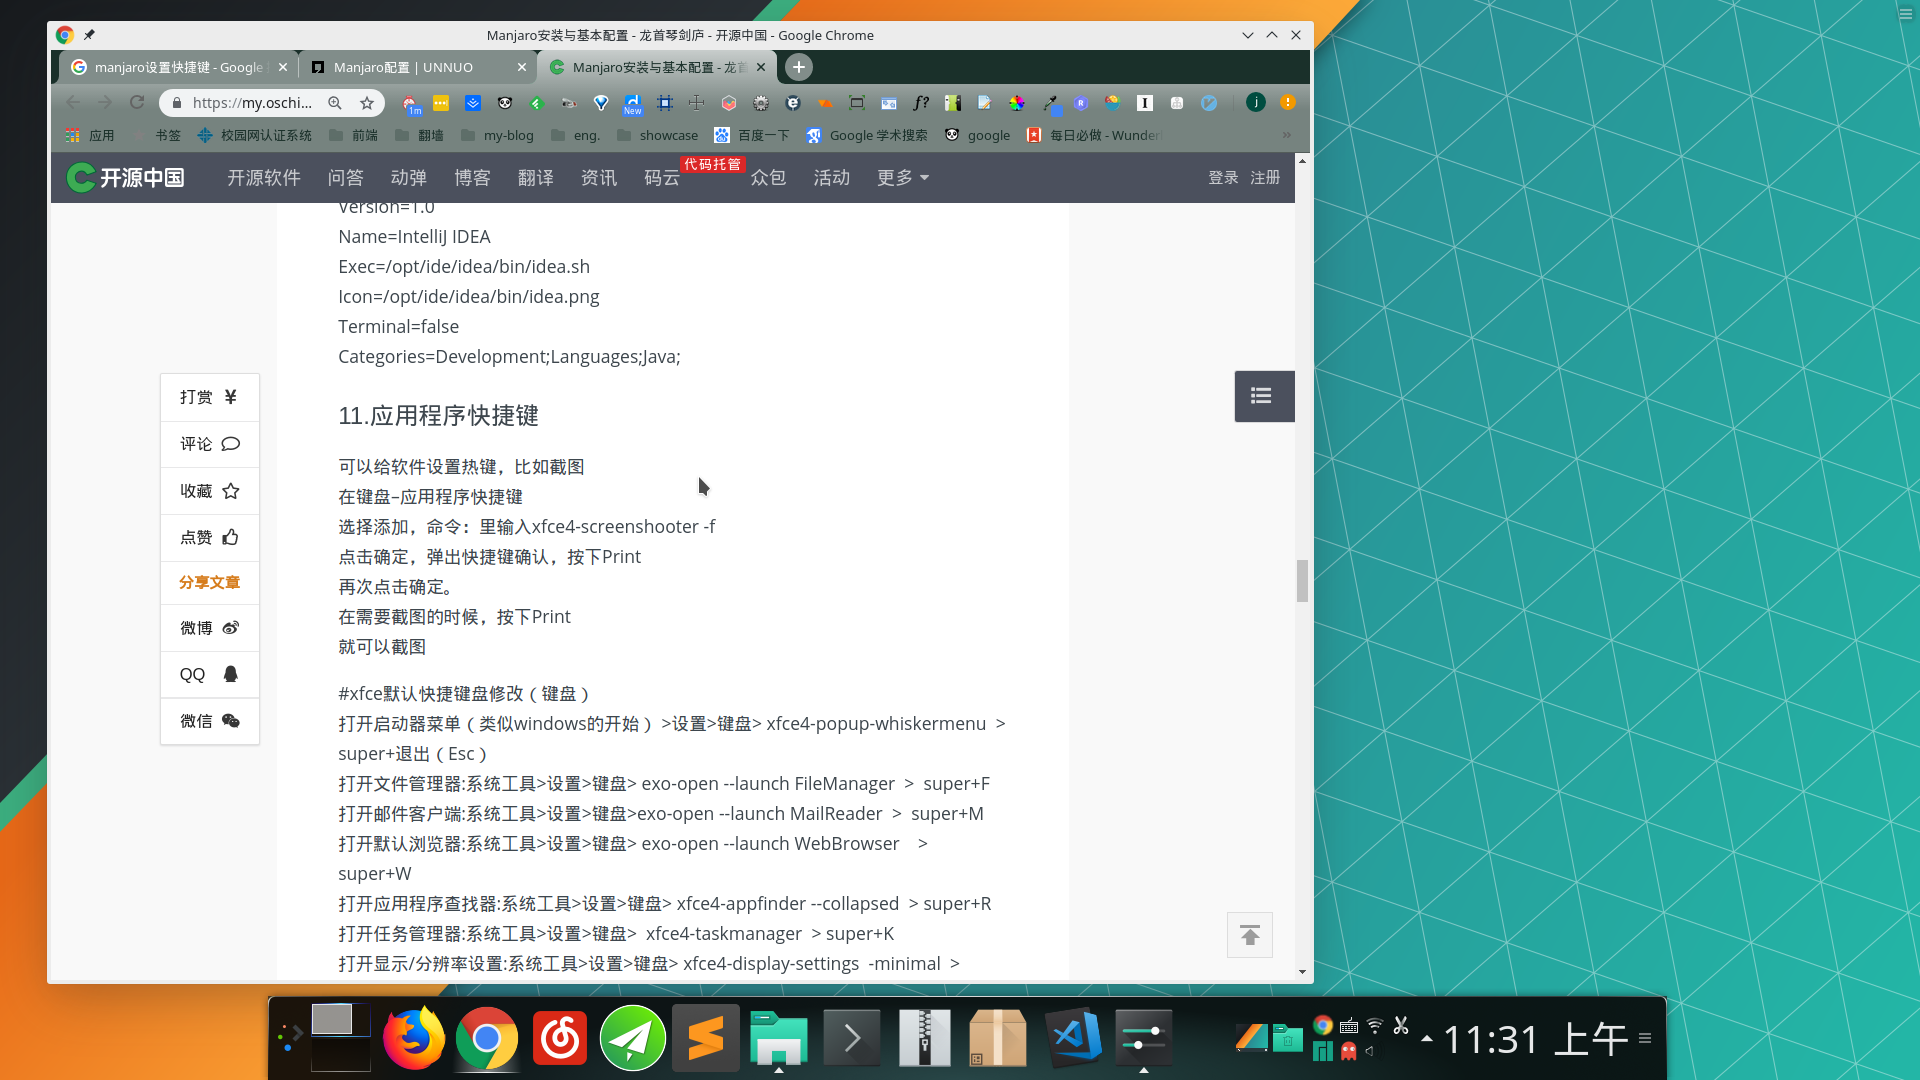 Manjaro安装与基本配置 - 龙首琴剑庐 - 开源中国 - Google Chrome
manjaro设置快捷键 - Google
Manjaro配置 | UNNUO
Manjaro安装与基本配置 - 龙首
https://my.oschi...
1m
New
f?
R
I
j
应用
书签
校园网认证系统
前端
翻墙
my-blog
eng.
showcase
百度一下
Google 学术搜索
google
每日必做 - Wunder
»
开源中国
开源软件
问答
动弹
博客
翻译
资讯
码云
代码托管
众包
活动
更多
登录
注册
Version=1.0
Name=IntelliJ IDEA
Exec=/opt/ide/idea/bin/idea.sh
Icon=/opt/ide/idea/bin/idea.png
Terminal=false
Categories=Development;Languages;Java;
11.应用程序快捷键
可以给软件设置热键，比如截图
在键盘–应用程序快捷键
选择添加，命令：里输入xfce4-screenshooter -f
点击确定，弹出快捷键确认，按下Print
再次点击确定。
在需要截图的时候，按下Print
就可以截图
#xfce默认快捷键盘修改（键盘）
打开启动器菜单（类似windows的开始） >设置>键盘> xfce4-popup-whiskermenu >
super+退出（Esc）
打开文件管理器:系统工具>设置>键盘> exo-open --launch FileManager > super+F
打开邮件客户端:系统工具>设置>键盘>exo-open --launch MailReader > super+M
打开默认浏览器:系统工具>设置>键盘> exo-open --launch WebBrowser >
super+W
打开应用程序查找器:系统工具>设置>键盘> xfce4-appfinder --collapsed > super+R
打开任务管理器:系统工具>设置>键盘> xfce4-taskmanager > super+K
打开显示/分辨率设置:系统工具>设置>键盘> xfce4-display-settings -minimal >
打赏 ¥
评论
收藏
点赞
分享文章
微博
QQ
微信
11:31 上午